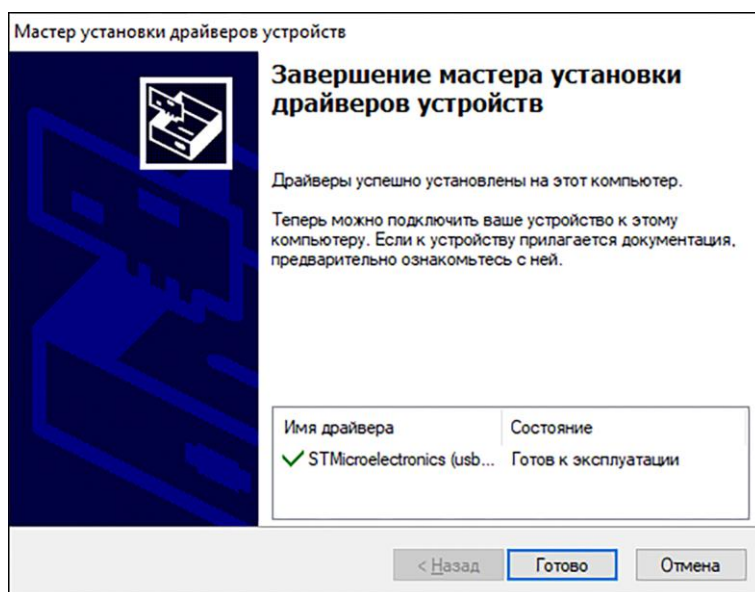 Мастер установки драйверов устройств
Завершение мастера установки
драйверов устройств
Драйверы успешно установлены на этот компьютер.
Теперь можно подключить ваше устройство к этому
компьютеру. Если к устройству прилагается документация,
предварительно ознакомьтесь с ней.
Имя драйвера Состояние
STMicroelectronics (usb... Готов к эксплуатации
< Назад Готово Отмена